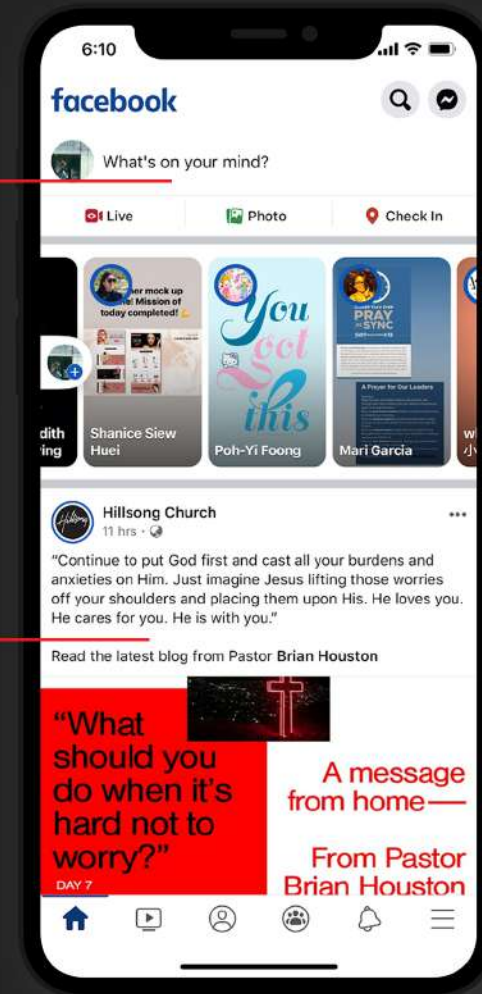 6:10
facebook
What's on your mind?
Live
Photo
Check In
er mock up
e! Mission of
today completed!
dith
ing
Shanice Siew
Huei
You
got
this
Poh-Yi Foong
PRAY
IN SYNC
A Prayer for Our Leaders
Mari Garcia
w
小
Hillsong Church
11 hrs ·
"Continue to put God first and cast all your burdens and
anxieties on Him. Just imagine Jesus lifting those worries
off your shoulders and placing them upon His. He loves you.
He cares for you. He is with you."
Read the latest blog from Pastor Brian Houston
"What
should you
do when it's
hard not to
worry?"
DAY 7
A message
from home—
From Pastor
Brian Houston